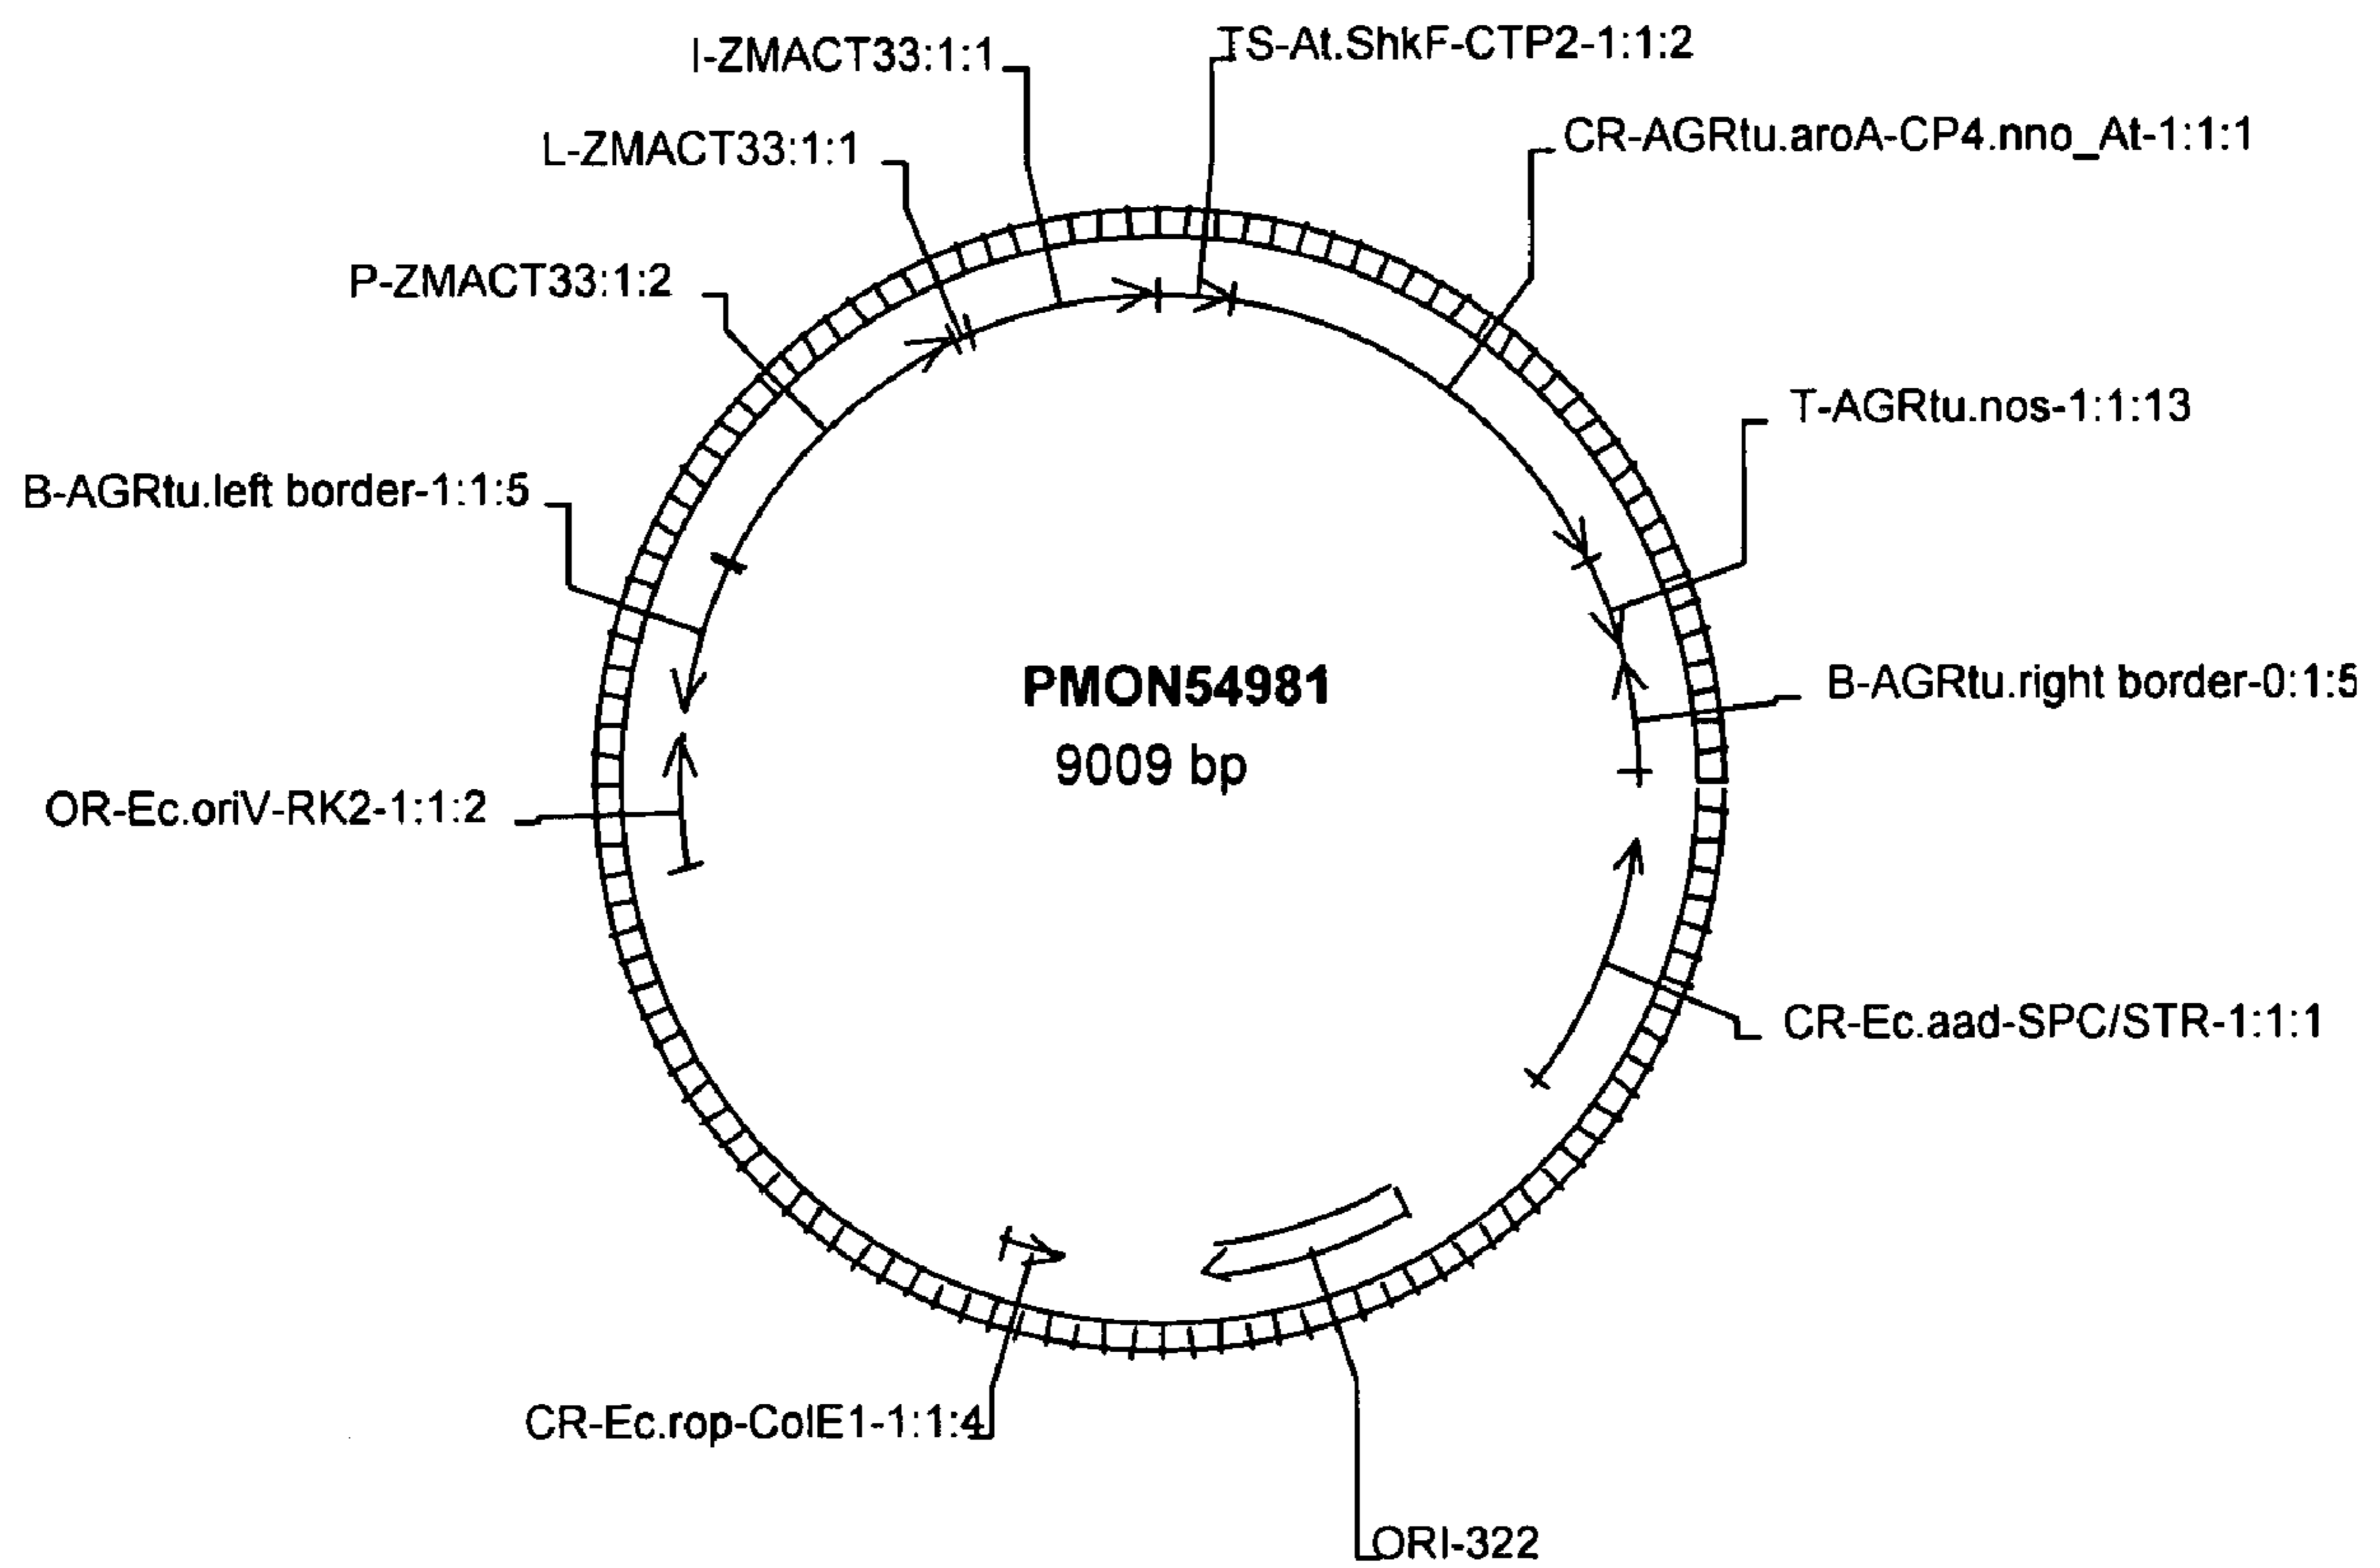 I-ZMACT33:1:1
TS-At.ShkF-CTP2-1:1:2
L-ZMACT33:1:1
CR-AGRtu.aroA-CP4.nno_At-1:1:1
P-ZMACT33:1:2
T-AGRtu.nos-1:1:13
B-AGRtu.left border-1:1:5
PMON54981
9009 bp
B-AGRtu.right border-0:1:5
OR-Ec.oriV-RK2-1:1:2
CR-Ec.aad-SPC/STR-1:1:1
CR-Ec.rop-ColE1-1:1:4
ORI-322